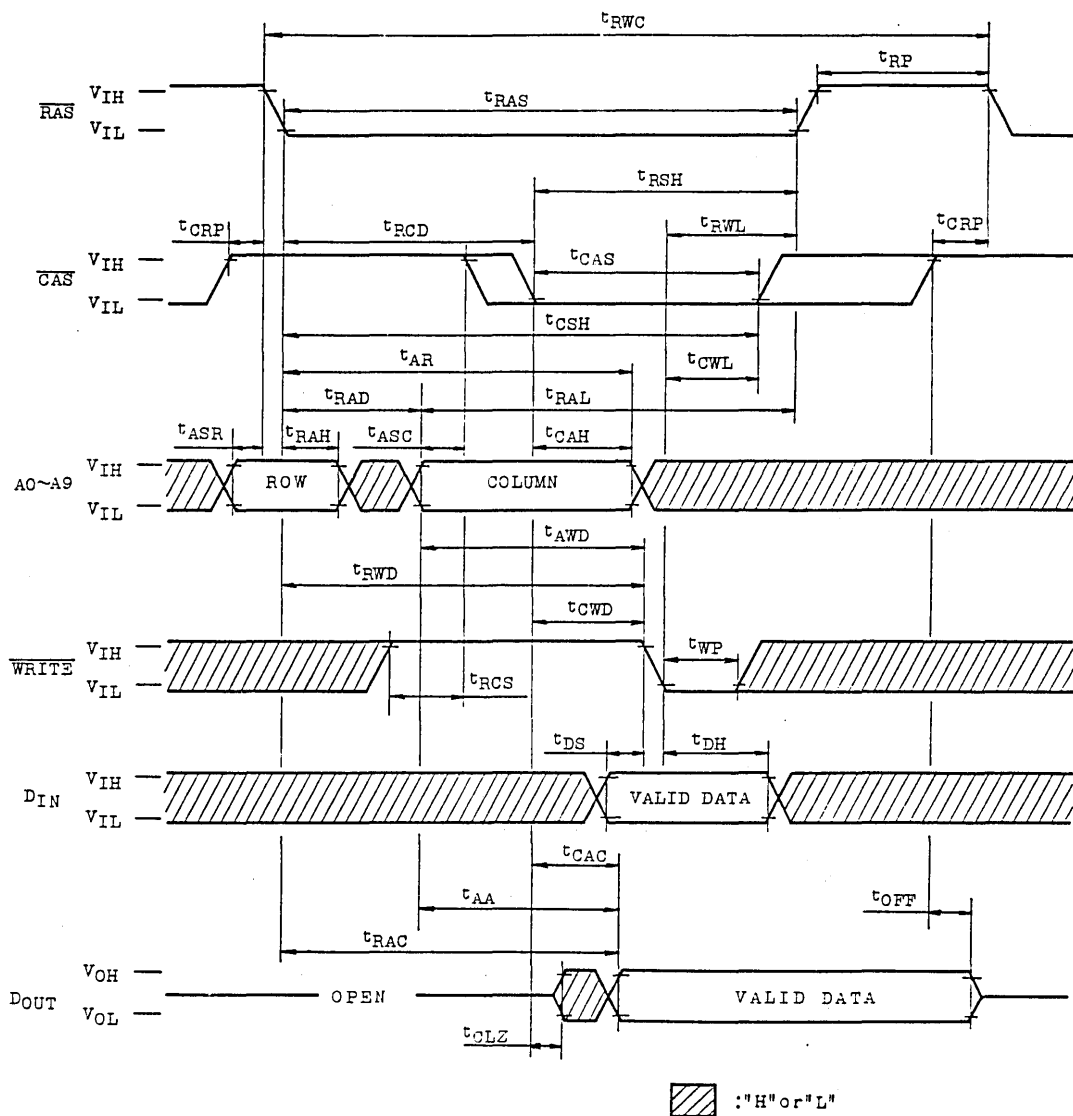 tRWC
tRP
RAS VIH
VIL
tRAS
tRSH
tCRP tRCD tRWL tCRP
CAS VIH
VIL
tCAS
tCSH
tAR tCWL
tRAD tRAL
tASR tRAH tASC tCAH
A0~A9 VIH
VIL
ROW COLUMN
tAWD
tRWD
tCWD
WRITE VIH
VIL
tWP
tRCS
tDS tDH
DIN VIH
VIL
VALID DATA
tCAC
tAA tOFF
tRAC
DOUT VOH
VOL
OPEN VALID DATA
tCLZ
:"H"or"L"